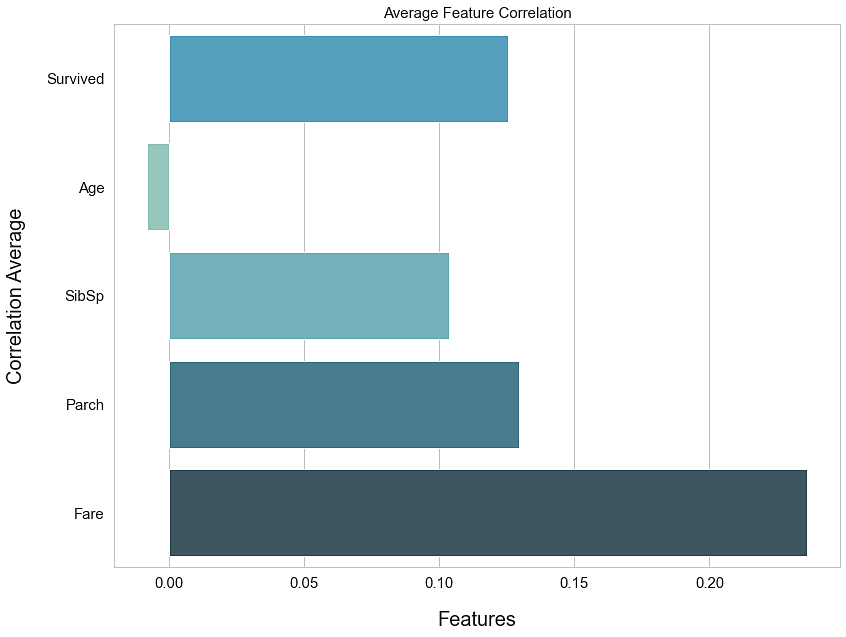 Average Feature Correlation
Correlation Average
Survived
Age
SibSp
Parch
Fare
0.00 0.05 0.10 0.15 0.20
Features